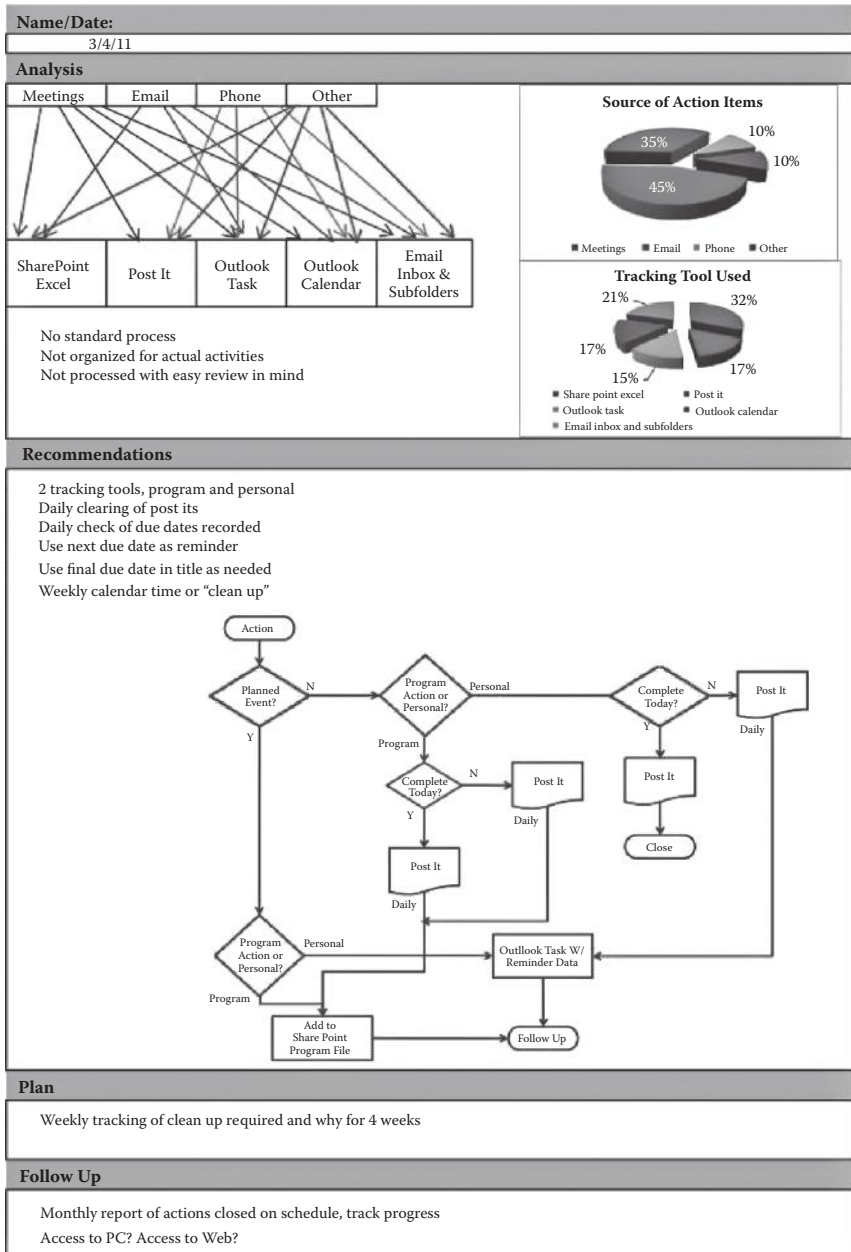 Name/Date:
3/4/11
Analysis
Meetings Email Phone Other
SharePoint
Excel
Post It
Outlook
Task
Outlook
Calendar
Email
Inbox &
Subfolders
No standard process
Not organized for actual activities
Not processed with easy review in mind
Source of Action Items
35%
10%
10%
45%
Meetings Email Phone Other
Tracking Tool Used
21%
32%
17%
15%
17%
Share point excel Post it
Outlook task Outlook calendar
Email inbox and subfolders
Recommendations
2 tracking tools, program and personal
Daily clearing of post its
Daily check of due dates recorded
Use next due date as reminder
Use final due date in title as needed
Weekly calendar time or “clean up”
Action
Planned
Event?
N
Y
Program
Action or
Personal?
Personal
Program
Complete
Today?
N
Y
Post It
Daily
Post It
Close
Complete
Today?
N
Y
Post It
Daily
Post It
Daily
Program
Action or
Personal?
Personal
Program
Outllook Task W/
Reminder Data
Add to
Share Point
Program File
Follow Up
Plan
Weekly tracking of clean up required and why for 4 weeks
Follow Up
Monthly report of actions closed on schedule, track progress
Access to PC? Access to Web?